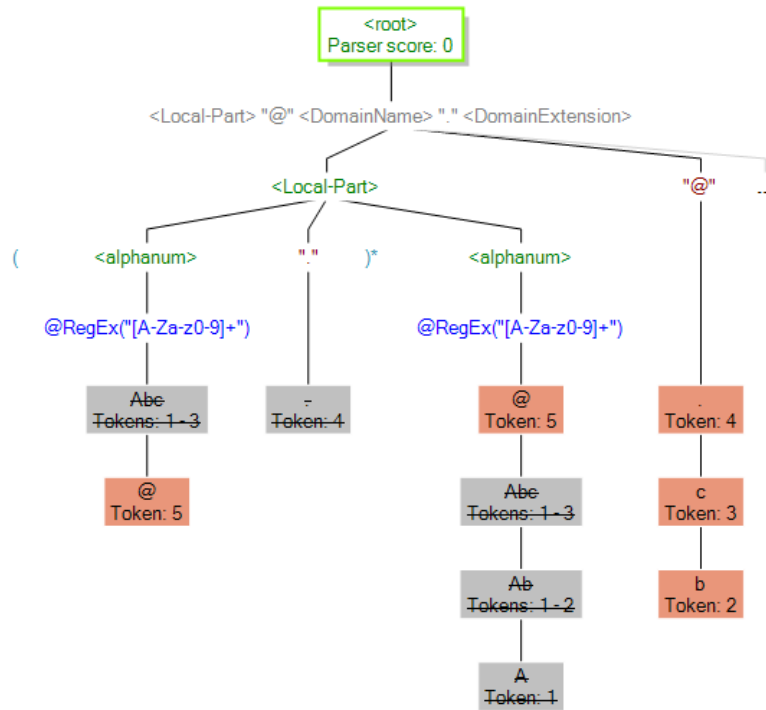 <root>
Parser score: 0
<Local-Part> "@" <DomainName> "." <DomainExtension>
<Local-Part> "@" ...
( <alphanum> "." )* <alphanum>
@RegEx("[A-Za-z0-9]+") @RegEx("[A-Za-z0-9]+")
Abc . @ .
Tokens: 1 - 3 Token: 4 Token: 5 Token: 4
@ Abc c
Token: 5 Tokens: 1 - 3 Token: 3
Ab b
Tokens: 1 - 2 Token: 2
A
Token: 1